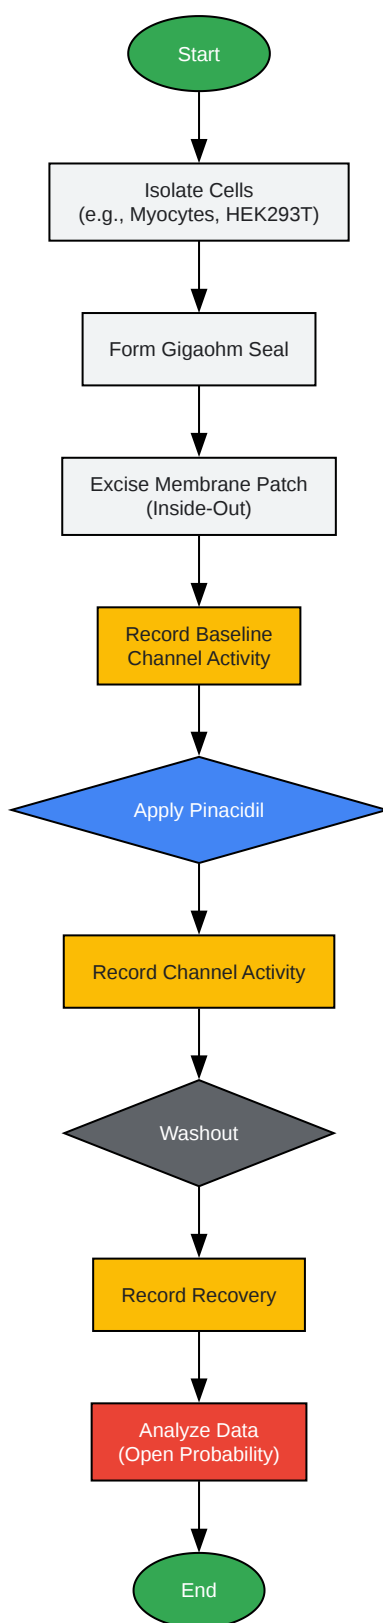 Start
Isolate Cells
(e.g., Myocytes, HEK293T)
Form Gigaohm Seal
Excise Membrane Patch
(Inside-Out)
Record Baseline
Channel Activity
Apply Pinacidil
Record Channel Activity
Washout
Record Recovery
Analyze Data
(Open Probability)
End